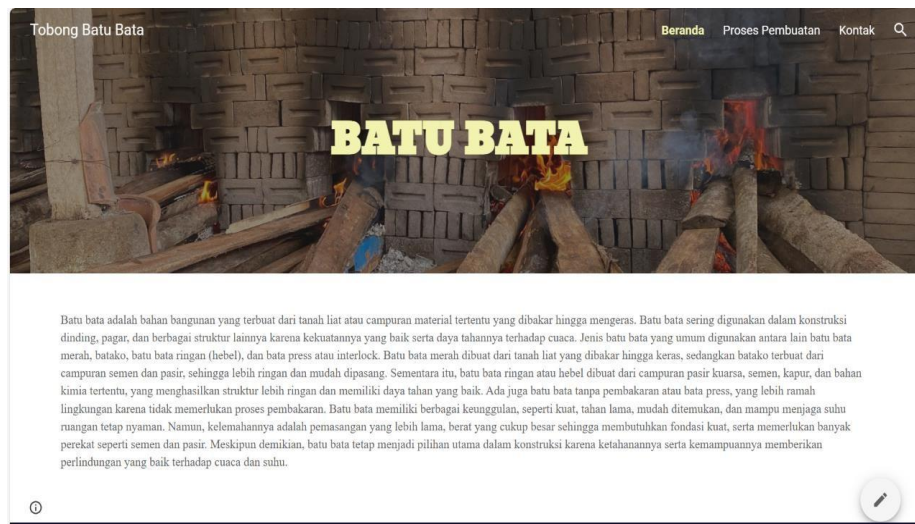 Tobong Batu Bata
Beranda Proses Pembuatan Kontak
BATU BATA
Batu bata adalah bahan bangunan yang terbuat dari tanah liat atau campuran material tertentu yang dibakar hingga mengeras. Batu bata sering digunakan dalam konstruksi
dinding, pagar, dan berbagai struktur lainnya karena kekuatannya yang baik serta daya tahannya terhadap cuaca. Jenis batu bata yang umum digunakan antara lain batu bata
merah, batako, batu bata ringan (hebel), dan bata press atau interlock. Batu bata merah dibuat dari tanah liat yang dibakar hingga keras, sedangkan batako terbuat dari
campuran semen dan pasir, sehingga lebih ringan dan mudah dipasang. Sementara itu, batu bata ringan atau hebel dibuat dari campuran pasir kuarsa, semen, kapur, dan bahan
kimia tertentu, yang menghasilkan struktur lebih ringan dan memiliki daya tahan yang baik. Ada juga batu bata tanpa pembakaran atau bata press, yang lebih ramah
lingkungan karena tidak memerlukan proses pembakaran. Batu bata memiliki berbagai keunggulan, seperti kuat, tahan lama, mudah ditemukan, dan mampu menjaga suhu
ruangan tetap nyaman. Namun, kelemahannya adalah pemasangan yang lebih lama, berat yang cukup besar sehingga membutuhkan fondasi kuat, serta memerlukan banyak
perekat seperti semen dan pasir. Meskipun demikian, batu bata tetap menjadi pilihan utama dalam konstruksi karena ketahanannya serta kemampuannya memberikan
perlindungan yang baik terhadap cuaca dan suhu.